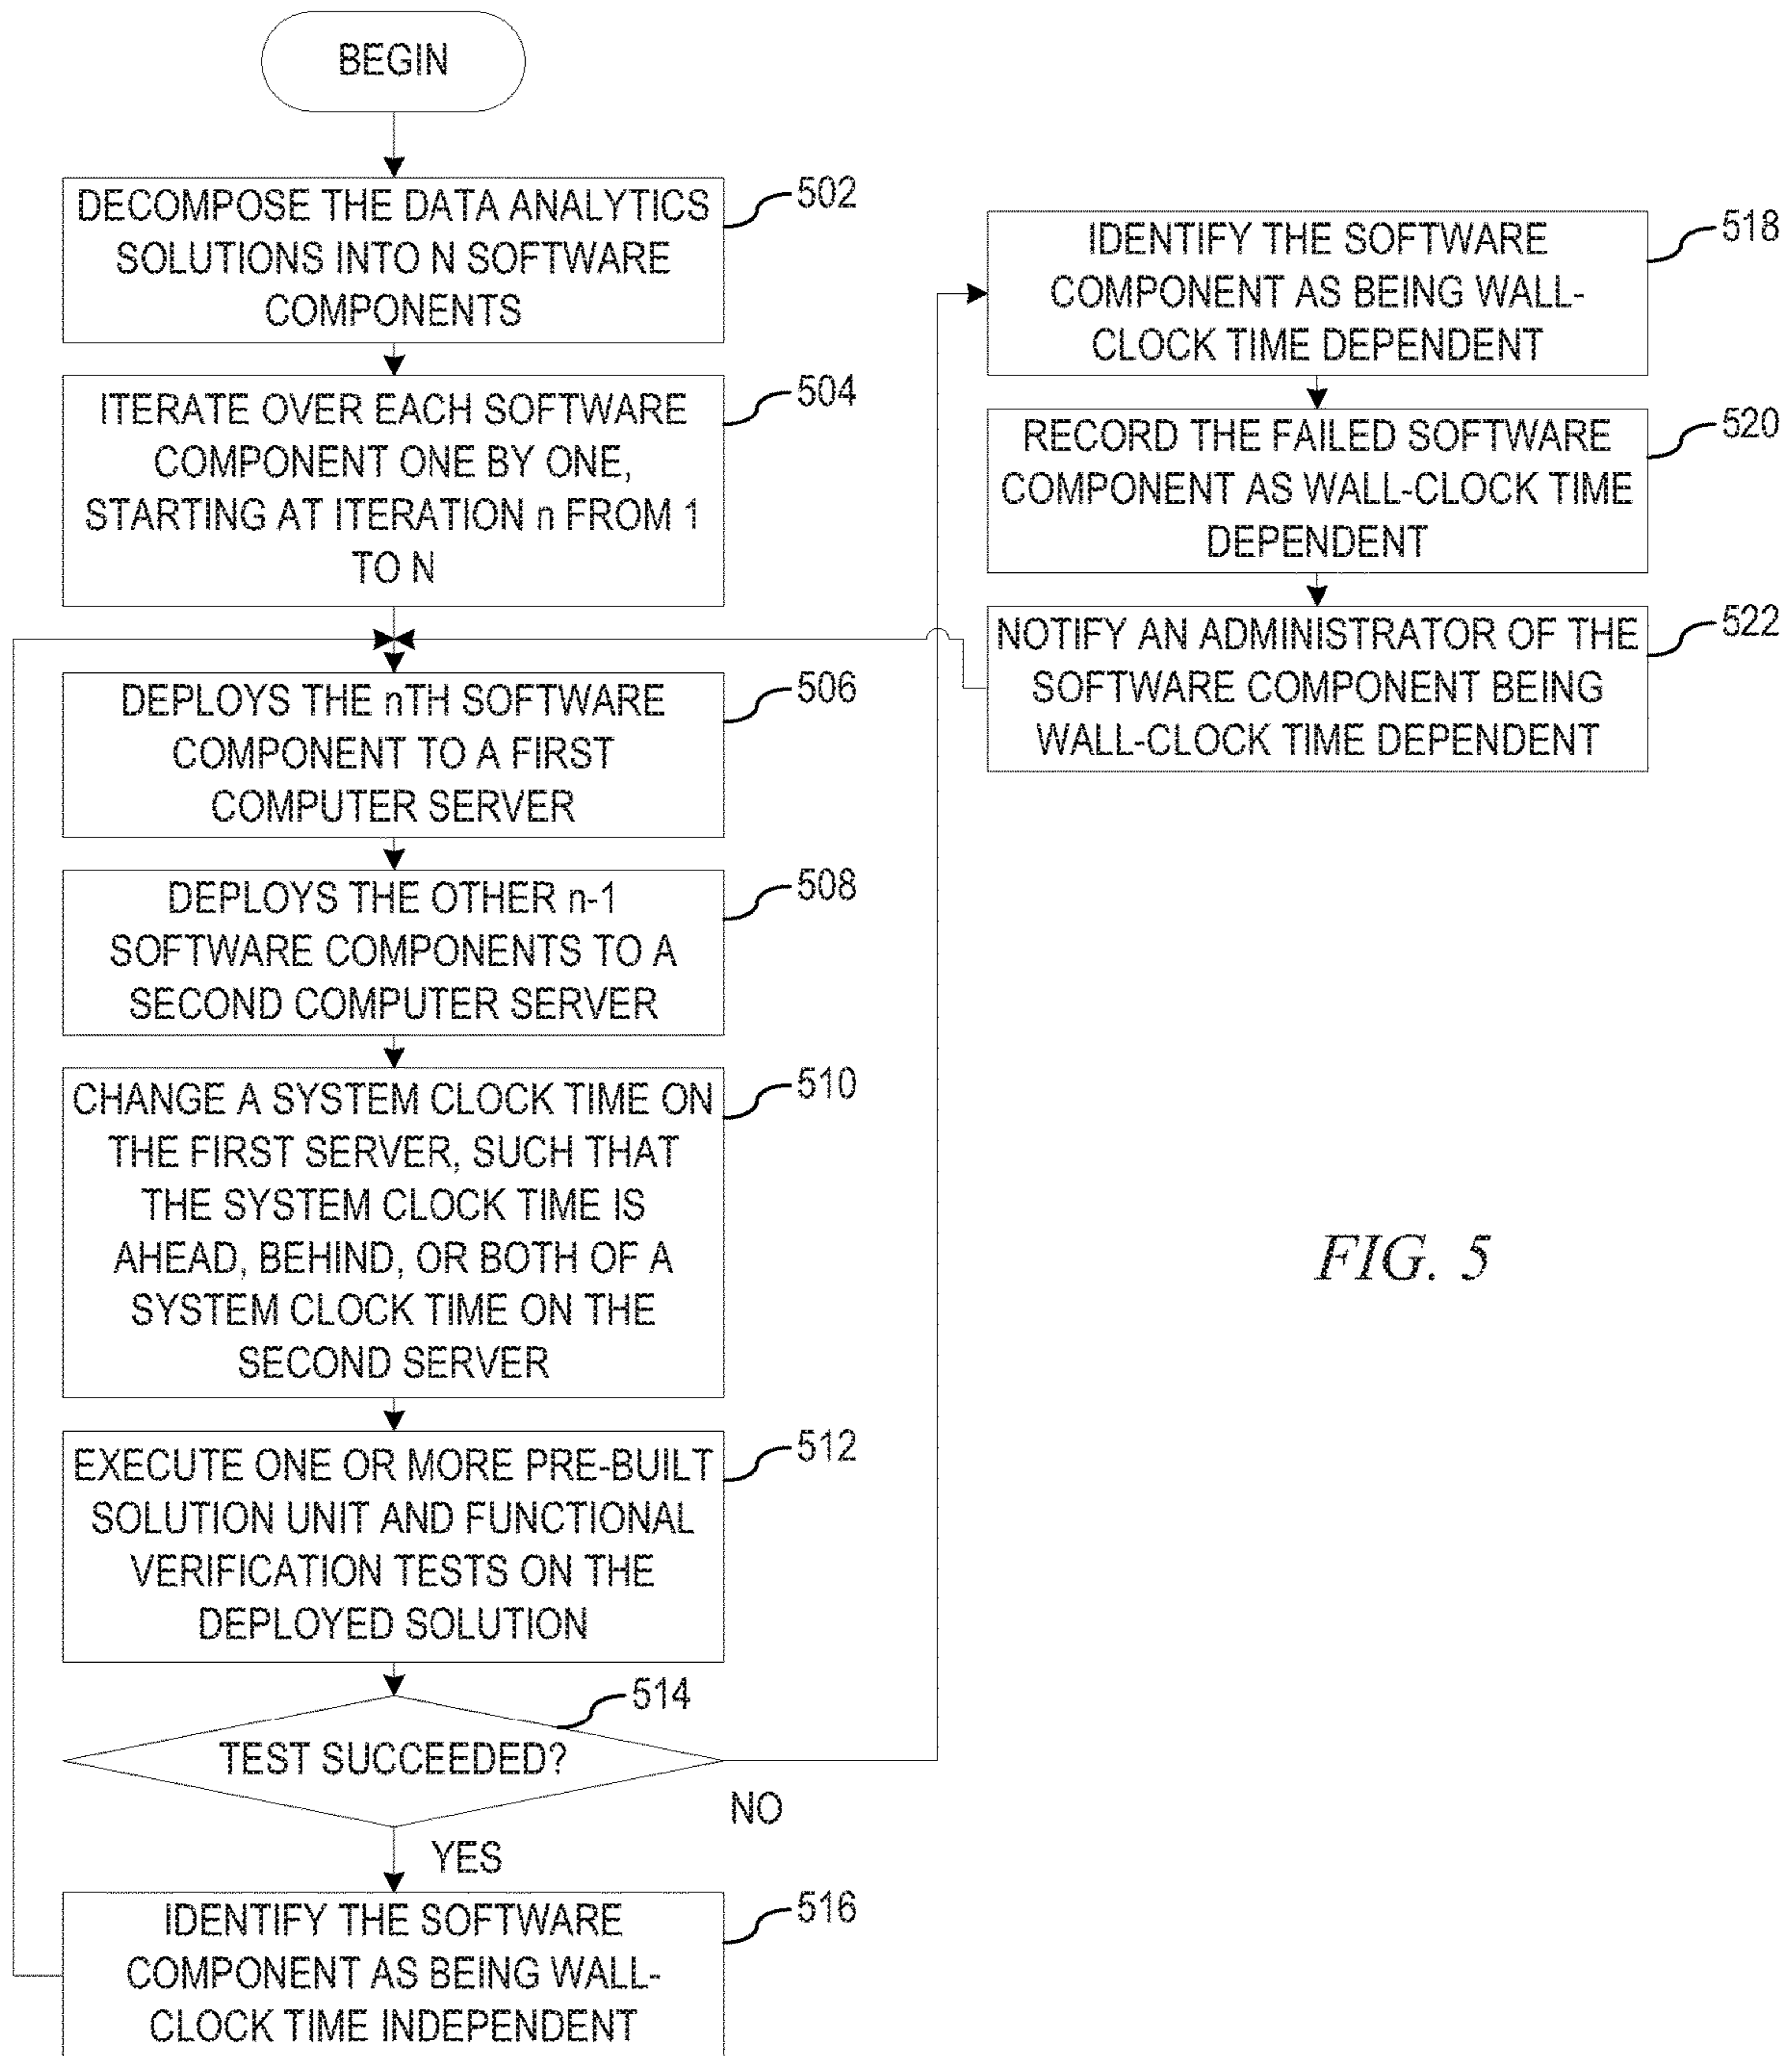 BEGIN
DECOMPOSE THE DATA ANALYTICS
SOLUTIONS INTO N SOFTWARE
COMPONENTS
502
ITERATE OVER EACH SOFTWARE
COMPONENT ONE BY ONE,
STARTING AT ITERATION n FROM 1
TO N
504
DEPLOYS THE nTH SOFTWARE
COMPONENT TO A FIRST
COMPUTER SERVER
506
DEPLOYS THE OTHER n-1
SOFTWARE COMPONENTS TO A
SECOND COMPUTER SERVER
508
CHANGE A SYSTEM CLOCK TIME ON
THE FIRST SERVER, SUCH THAT
THE SYSTEM CLOCK TIME IS
AHEAD, BEHIND, OR BOTH OF A
SYSTEM CLOCK TIME ON THE
SECOND SERVER
510
EXECUTE ONE OR MORE PRE-BUILT
SOLUTION UNIT AND FUNCTIONAL
VERIFICATION TESTS ON THE
DEPLOYED SOLUTION
512
TEST SUCCEEDED?
514
NO
YES
IDENTIFY THE SOFTWARE
COMPONENT AS BEING WALL-
CLOCK TIME INDEPENDENT
516
IDENTIFY THE SOFTWARE
COMPONENT AS BEING WALL-
CLOCK TIME DEPENDENT
518
RECORD THE FAILED SOFTWARE
COMPONENT AS WALL-CLOCK TIME
DEPENDENT
520
NOTIFY AN ADMINISTRATOR OF THE
SOFTWARE COMPONENT BEING
WALL-CLOCK TIME DEPENDENT
522
FIG. 5